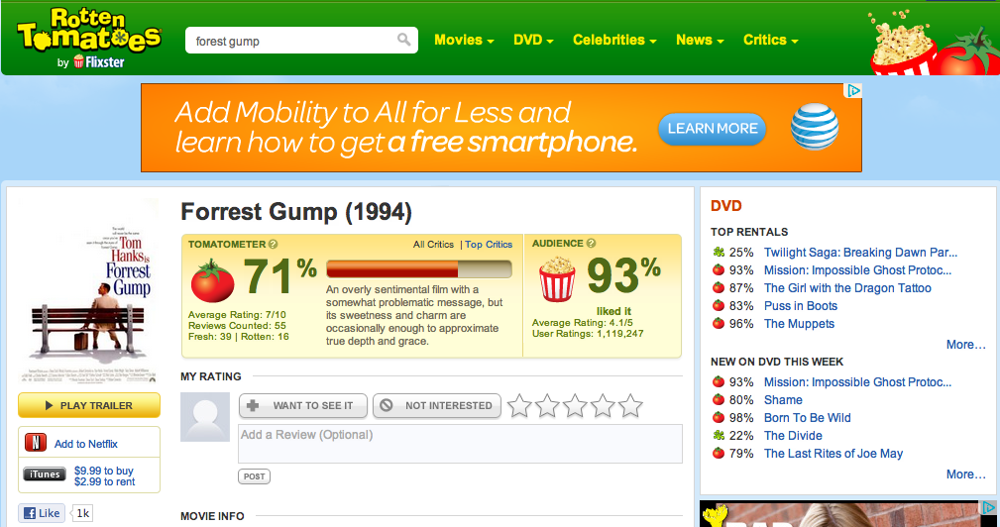 Rotten
Tomatoes
by Flixster
forest gump
Movies
DVD
Celebrities
News
Critics
Add Mobility to All for Less and
learn how to get a free smartphone.
LEARN MORE
Tom
Hanks is
Forrest
Gump
PLAY TRAILER
N
Add to Netflix
iTunes
$9.99 to buy
$2.99 to rent
f Like
1k
Forrest Gump (1994)
TOMATOMETER ?
All Critics | Top Critics
71%
An overly sentimental film with a
somewhat problematic message, but
its sweetness and charm are
occasionally enough to approximate
true depth and grace.
Average Rating: 7/10
Reviews Counted: 55
Fresh: 39 | Rotten: 16
AUDIENCE ?
93%
liked it
Average Rating: 4.1/5
User Ratings: 1,119,247
MY RATING
WANT TO SEE IT
NOT INTERESTED
Add a Review (Optional)
POST
MOVIE INFO
DVD
TOP RENTALS
25% Twilight Saga: Breaking Dawn Par...
93% Mission: Impossible Ghost Protoc...
87% The Girl with the Dragon Tattoo
83% Puss in Boots
96% The Muppets
More...
NEW ON DVD THIS WEEK
93% Mission: Impossible Ghost Protoc...
80% Shame
98% Born To Be Wild
22% The Divide
79% The Last Rites of Joe May
More...